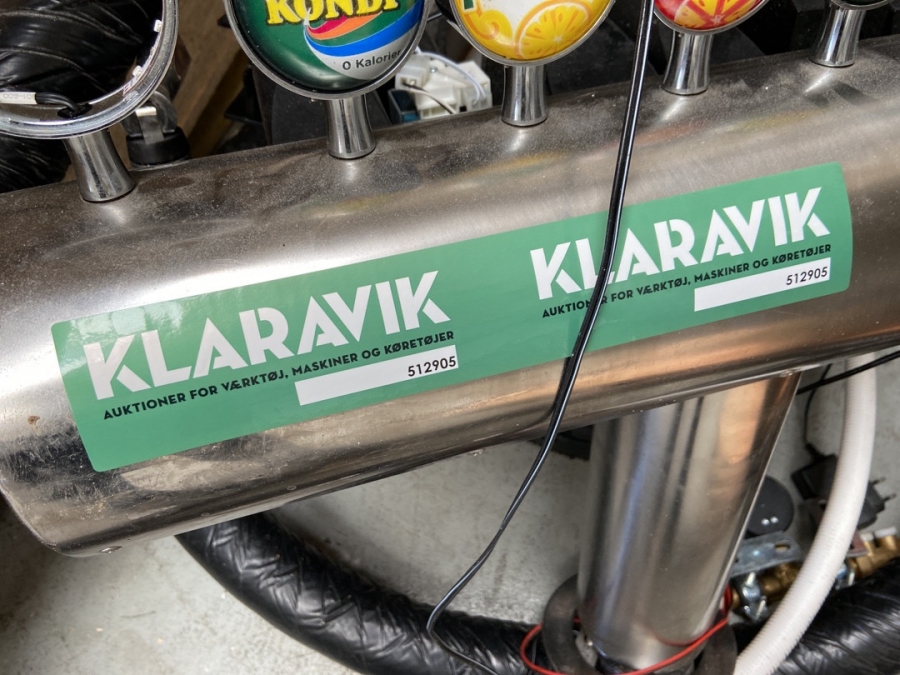 KONDI
0 Kalorier
KLARAVIK
AUKTIONER FOR VÆRKTØJ, MASKINER OG KØRETØJER
512905
KLARAVIK
AUKTIONER FOR VÆRKTØJ, MASKINER OG KØRETØJER
512905